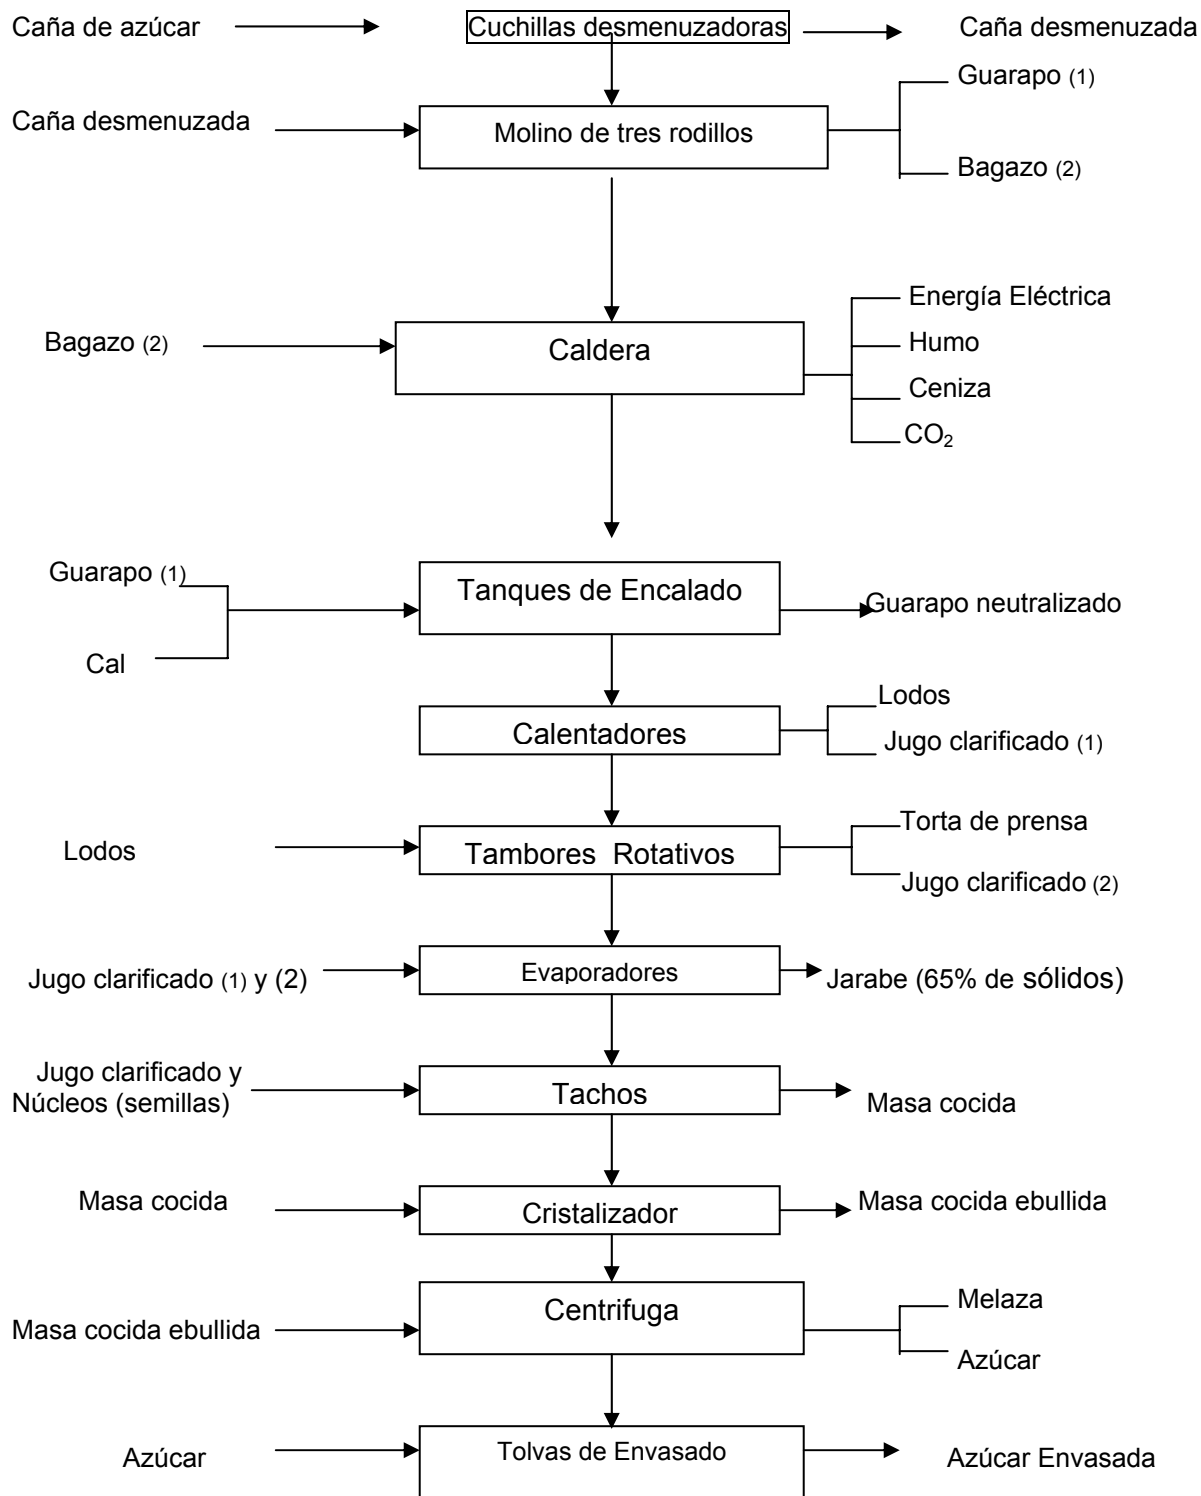 Caña de azúcar
Cuchillas desmenuzadoras
Caña desmenuzada
Guarapo (1)
Caña desmenuzada
Molino de tres rodillos
Bagazo (2)
Energía Eléctrica
Bagazo (2)
Caldera
Humo
Ceniza
CO₂
Guarapo (1)
Tanques de Encalado
Guarapo neutralizado
Cal
Lodos
Calentadores
Jugo clarificado (1)
Torta de prensa
Lodos
Tambores Rotativos
Jugo clarificado (2)
Jugo clarificado (1) y (2)
Evaporadores
Jarabe (65% de sólidos)
Jugo clarificado y
Núcleos (semillas)
Tachos
Masa cocida
Masa cocida
Cristalizador
Masa cocida ebullida
Masa cocida ebullida
Centrifuga
Melaza
Azúcar
Azúcar
Tolvas de Envasado
Azúcar Envasada